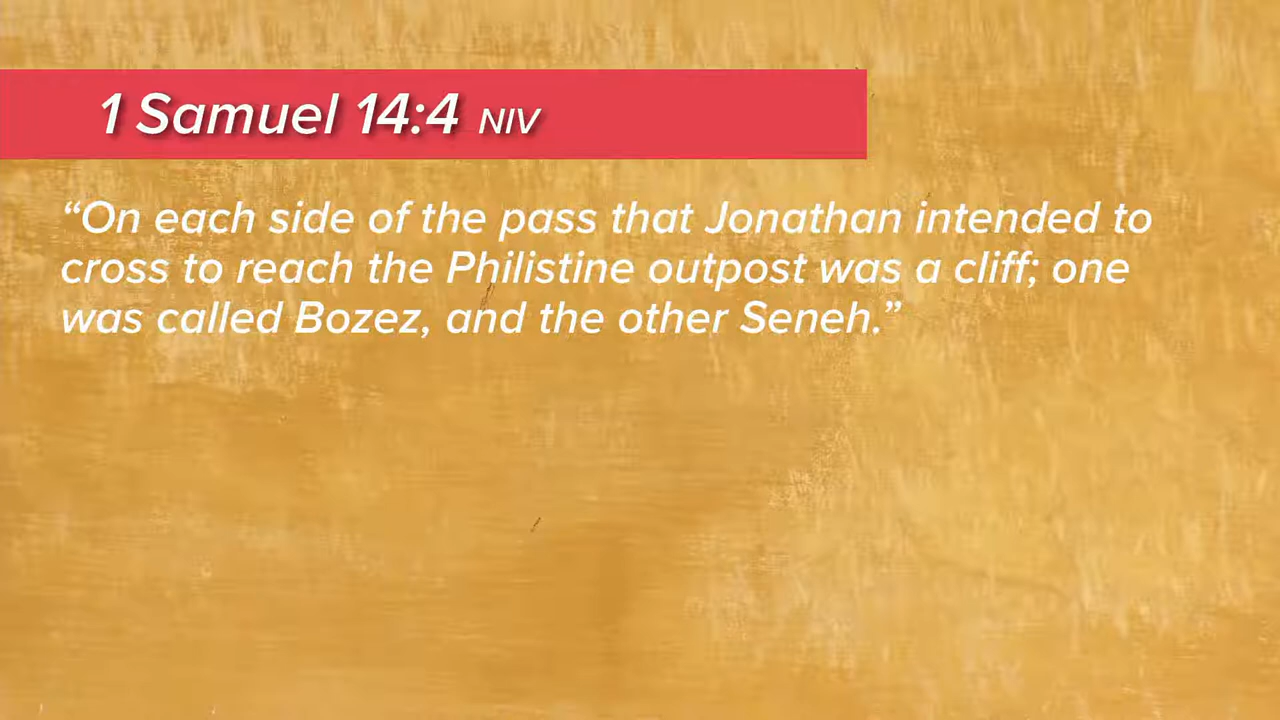 1 Samuel 14:4 NIV
“On each side of the pass that Jonathan intended to
cross to reach the Philistine outpost was a cliff; one
was called Bozez, and the other Seneh.”